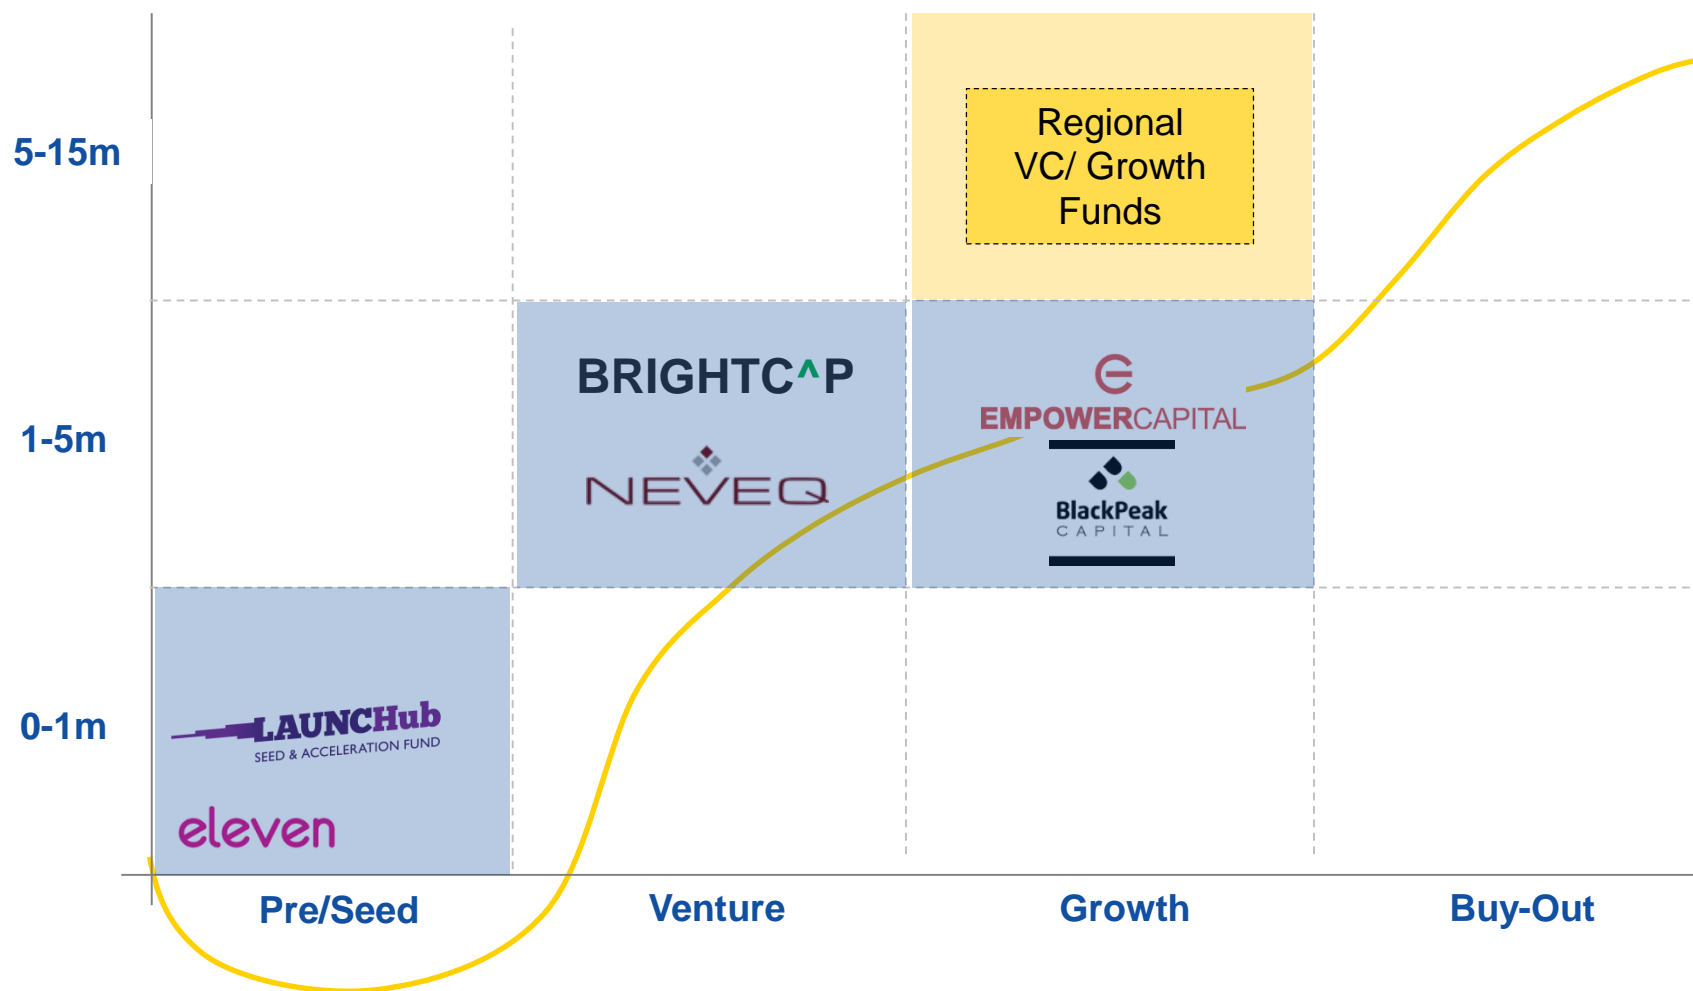 5-15m
Regional
VC/ Growth
Funds
1-5m
BRIGHTC^P
NEVEQ
EMPOWERCAPITAL
BlackPeak
CAPITAL
0-1m
LAUNCHub
SEED & ACCELERATION FUND
eleven
Pre/Seed
Venture
Growth
Buy-Out